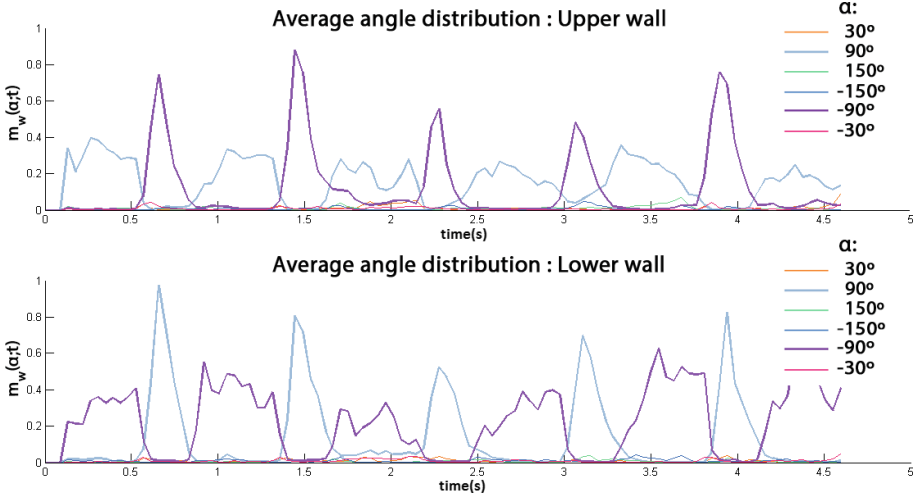 Average angle distribution : Upper wall
α:
30º
90º
150º
-150º
-90º
-30º
m_w(α;t)
1
0.8
0.6
0.4
0.2
0
0 0.5 1 1.5 2 2.5 3 3.5 4 4.5 5
time(s)
Average angle distribution : Lower wall
α:
30º
90º
150º
-150º
-90º
-30º
m_w(α;t)
1
0.8
0.6
0.4
0.2
0
0 0.5 1 1.5 2 2.5 3 3.5 4 4.5 5
time(s)